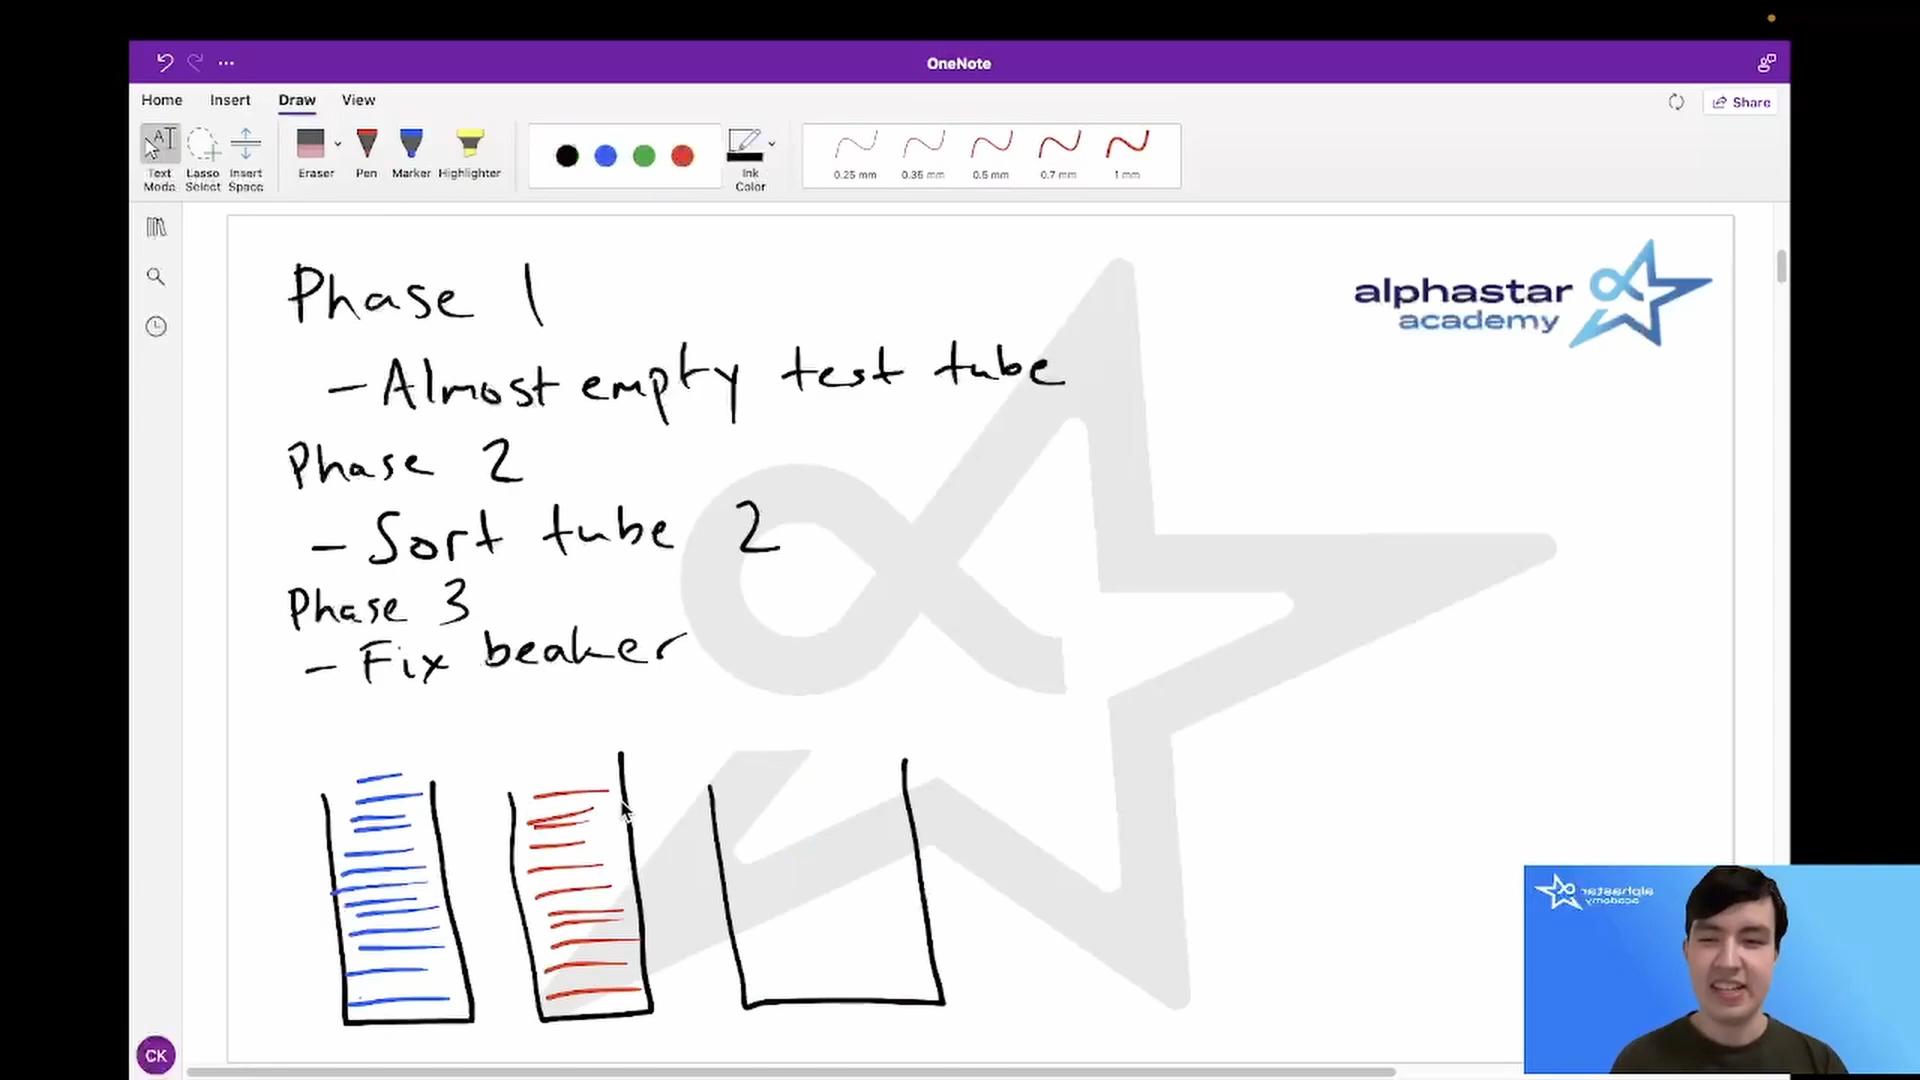 OneNote
Home Insert Draw View
Share
Text Mode
Lasso Select
Insert Space
Eraser
Pen
Marker
Highlighter
Ink Color
0.25 mm
0.35 mm
0.5 mm
0.7 mm
1 mm
alphastar
academy
Phase 1
- Almost empty test tube
Phase 2
- Sort tube 2
Phase 3
- Fix beaker
alphastar
academy
CK